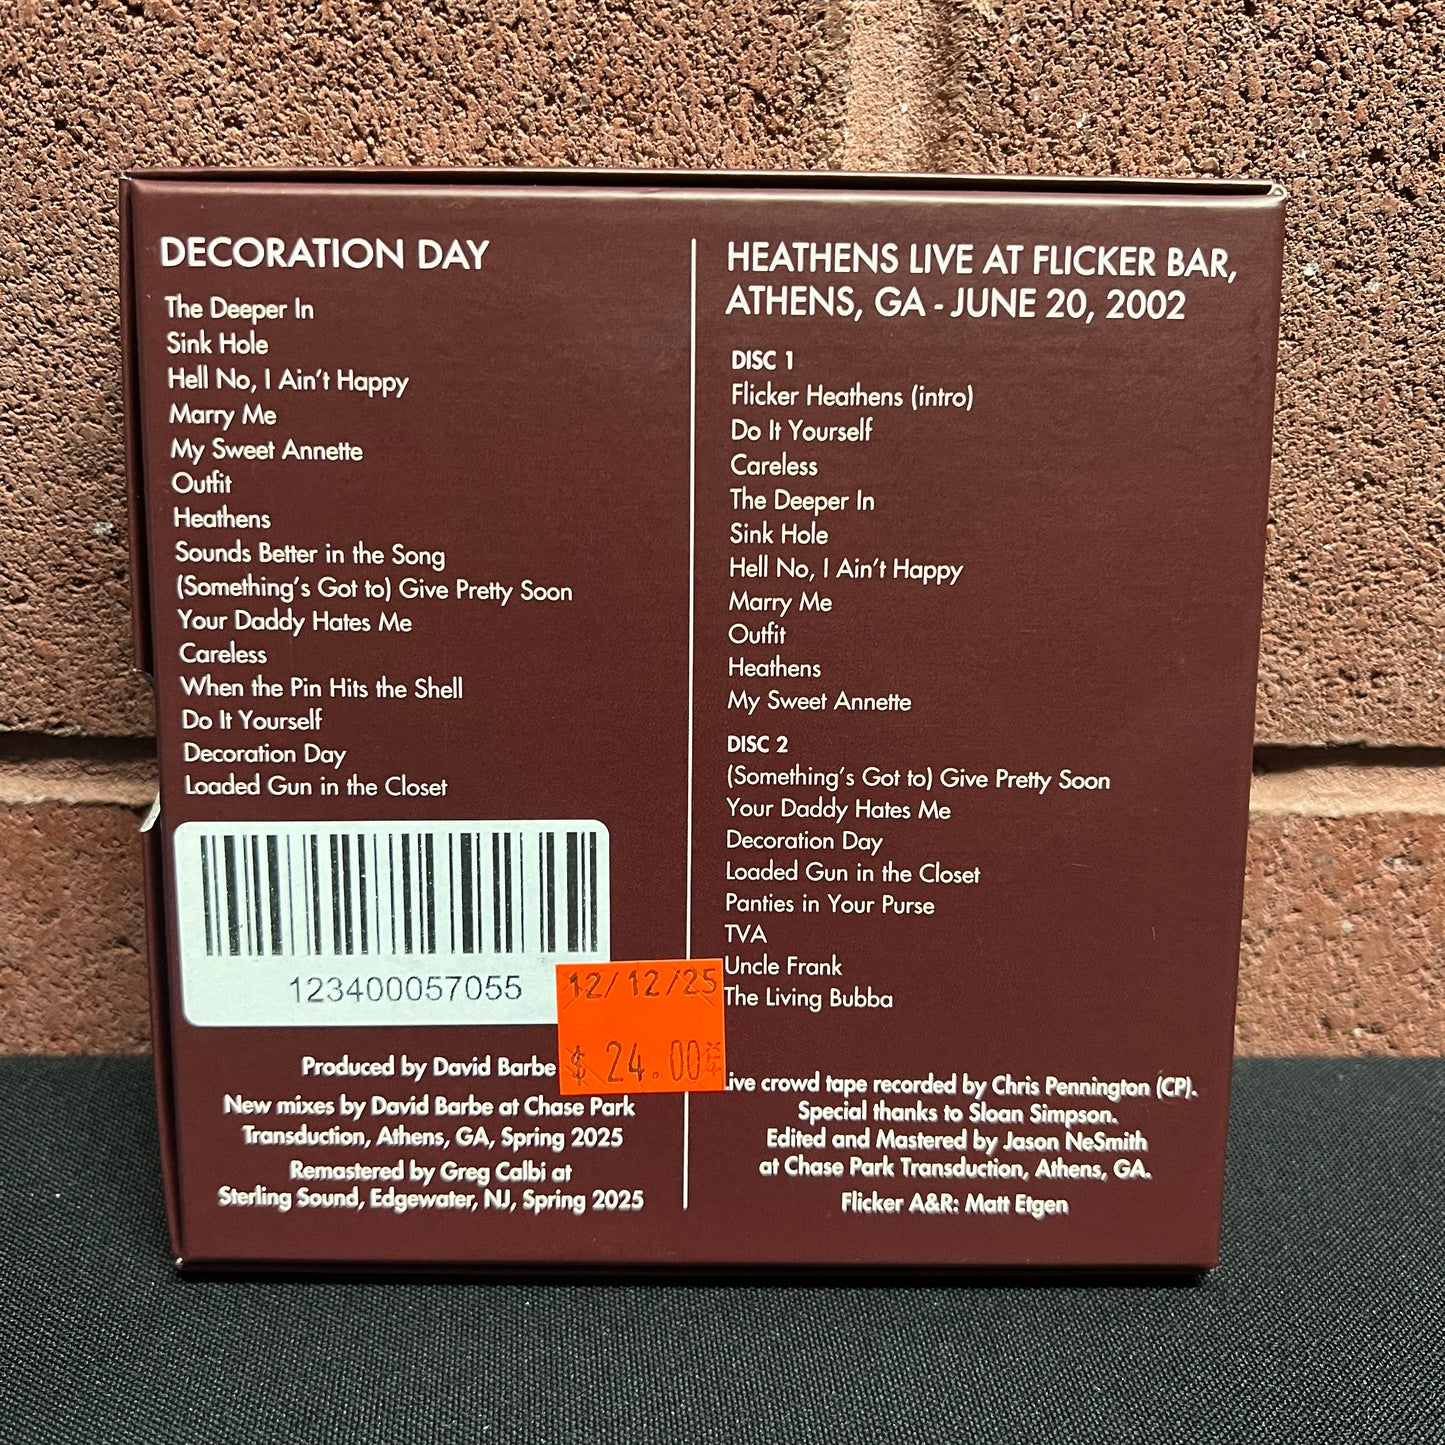 DECORATION DAY
The Deeper In
Sink Hole
Hell No, I Ain't Happy
Marry Me
My Sweet Annette
Outfit
Heathens
Sounds Better in the Song
(Something's Got to) Give Pretty Soon
Your Daddy Hates Me
Careless
When the Pin Hits the Shell
Do It Yourself
Decoration Day
Loaded Gun in the Closet
123400057055
12/12/25
$ 24.00
Produced by David Barbe
New mixes by David Barbe at Chase Park
Transduction, Athens, GA, Spring 2025
Remastered by Greg Calbi at
Sterling Sound, Edgewater, NJ, Spring 2025
HEATHENS LIVE AT FLICKER BAR,
ATHENS, GA - JUNE 20, 2002
DISC 1
Flicker Heathens (intro)
Do It Yourself
Careless
The Deeper In
Sink Hole
Hell No, I Ain't Happy
Marry Me
Outfit
Heathens
My Sweet Annette
DISC 2
(Something's Got to) Give Pretty Soon
Your Daddy Hates Me
Decoration Day
Loaded Gun in the Closet
Panties in Your Purse
TVA
Uncle Frank
The Living Bubba
ive crowd tape recorded by Chris Pennington (CP).
Special thanks to Sloan Simpson.
Edited and Mastered by Jason NeSmith
at Chase Park Transduction, Athens, GA.
Flicker A&R: Matt Etgen